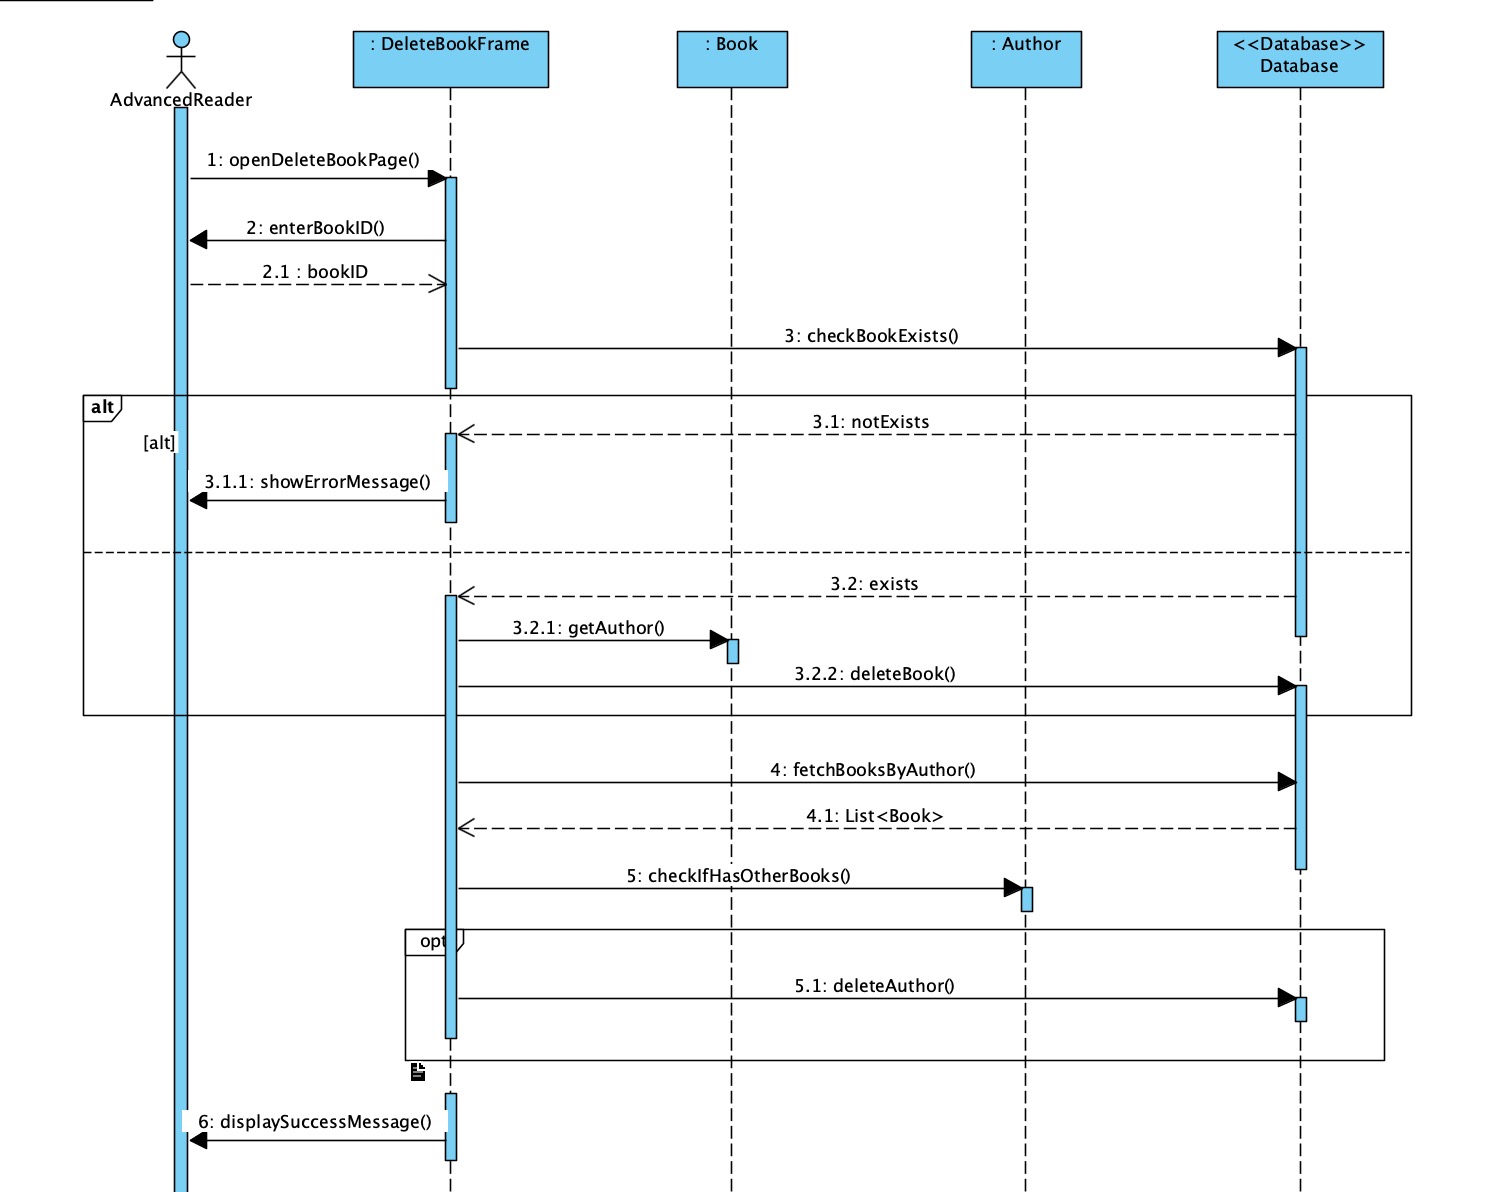 : DeleteBookFrame
: Book
: Author
<<Database>>
Database
AdvancedReader
1: openDeleteBookPage()
2: enterBookID()
2.1 : bookID
3: checkBookExists()
alt
3.1: notExists
[alt]
3.1.1: showErrorMessage()
3.2: exists
3.2.1: getAuthor()
3.2.2: deleteBook()
4: fetchBooksByAuthor()
4.1: List<Book>
5: checkIfHasOtherBooks()
opt
5.1: deleteAuthor()
6: displaySuccessMessage()